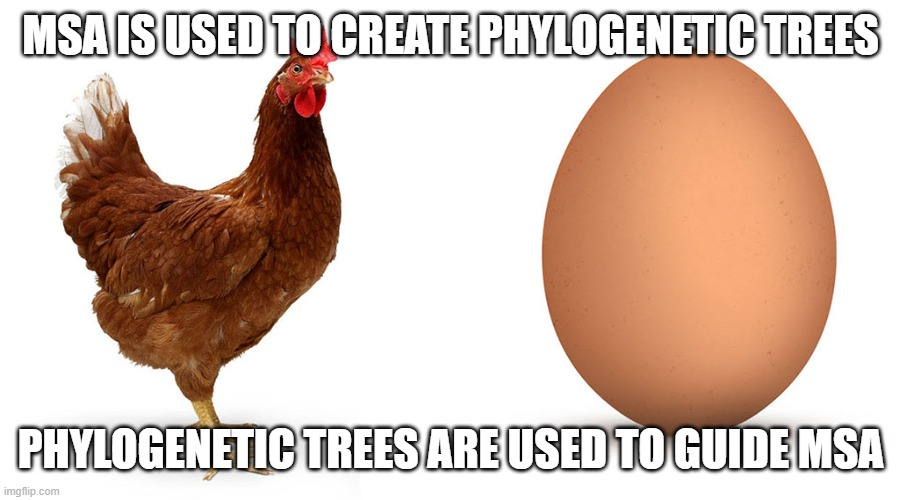 MSA IS USED TO CREATE PHYLOGENETIC TREES
PHYLOGENETIC TREES ARE USED TO GUIDE MSA
imgflip.com